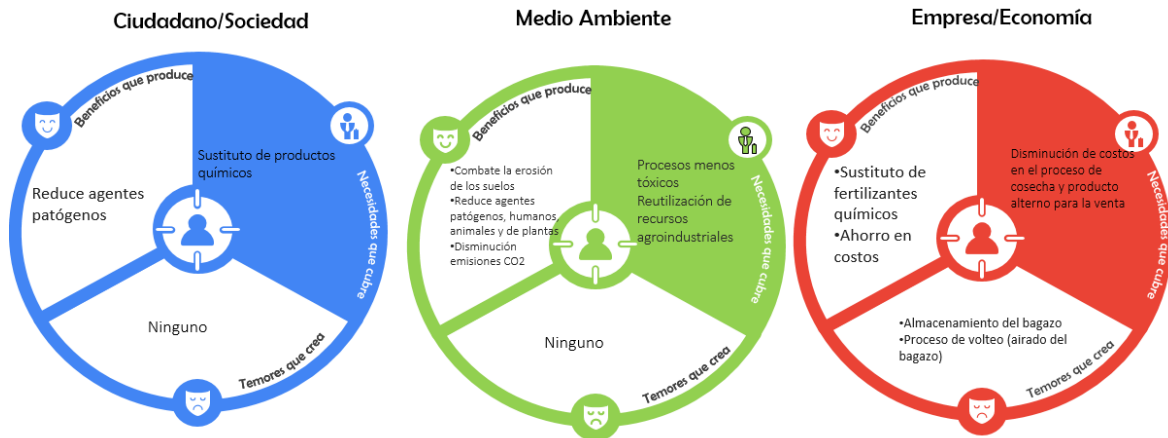 Ciudadano/Sociedad
Beneficios que produce
Sustituto de productos
químicos
Reduce agentes
patógenos
Necesidades que cubre
Ninguno
Temores que crea
Medio Ambiente
Beneficios que produce
•Combate la erosión
de los suelos
•Reduce agentes
patógenos, humanos,
animales y de plantas
•Disminución
emisiones CO2
Procesos menos
tóxicos
Reutilización de
recursos
agroindustriales
Necesidades que cubre
Ninguno
Temores que crea
Empresa/Economía
Beneficios que produce
•Sustituto de
fertilizantes
químicos
•Ahorro en
costos
Disminución de costos
en el proceso de
cosecha y producto
alterno para la venta
Necesidades que cubre
•Almacenamiento del bagazo
•Proceso de volteo (airado del
bagazo)
Temores que crea